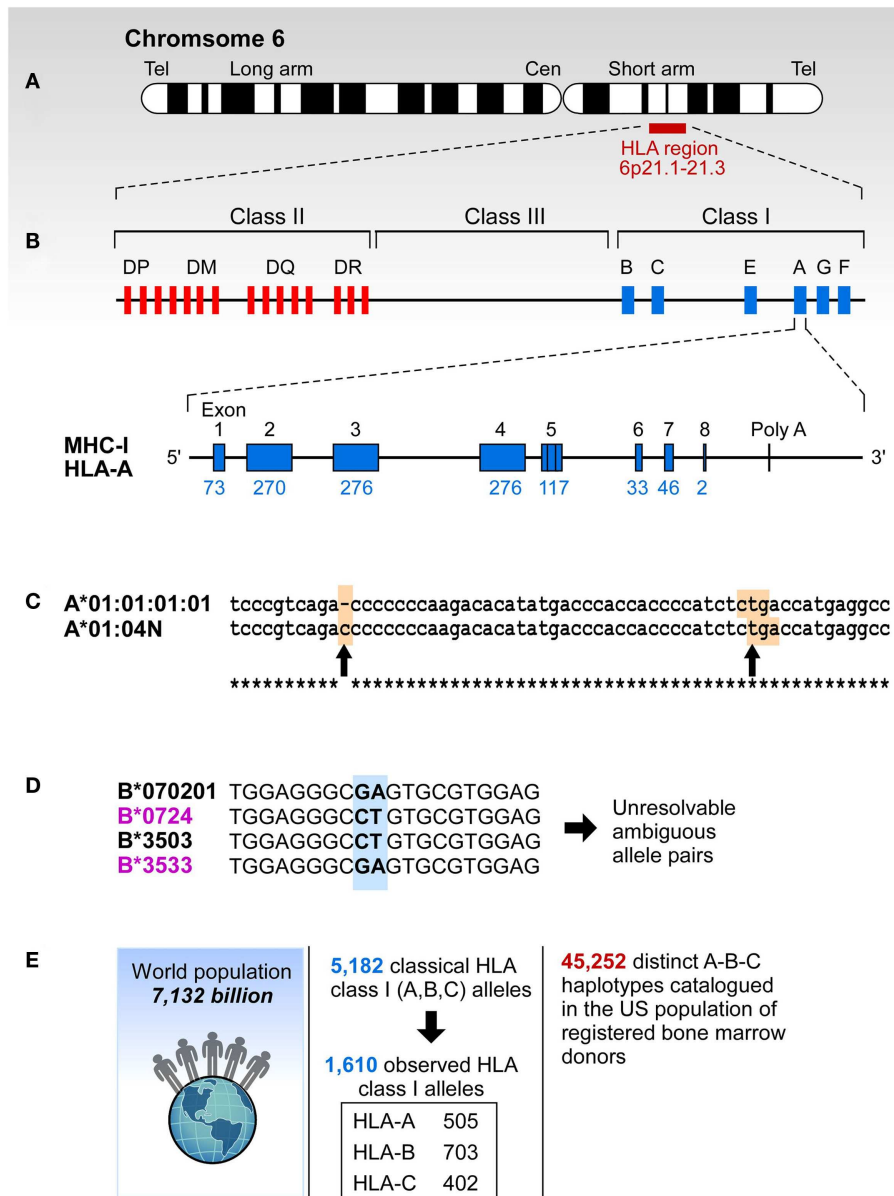 Chromsome 6
A
Tel Long arm Cen Short arm Tel
HLA region
6p21.1-21.3
Class II Class III Class I
B
DP DM DQ DR B C E A G F
Exon
1 2 3 4 5 6 7 8 Poly A
MHC-I
HLA-A
5' 3'
73 270 276 276 117 33 46 2
C
A*01:01:01:01 tcccgtcaga-cccccccaagacacatatgacccaccaccccatctctgaccatgaggcc
A*01:04N tcccgtcagaccccccccaagacacatatgacccaccaccccatctctgaccatgaggcc
********** *************************************************
D
B*070201 TGGAGGGCGAGTGCGTGGAG
B*0724 TGGAGGGCCTGTGCGTGGAG
B*3503 TGGAGGGCCTGTGCGTGGAG
B*3533 TGGAGGGCGAGTGCGTGGAG
Unresolvable
ambiguous
allele pairs
E
World population
7,132 billion
5,182 classical HLA
class I (A,B,C) alleles
1,610 observed HLA
class I alleles
HLA-A 505
HLA-B 703
HLA-C 402
45,252 distinct A-B-C
haplotypes catalogued
in the US population of
registered bone marrow
donors